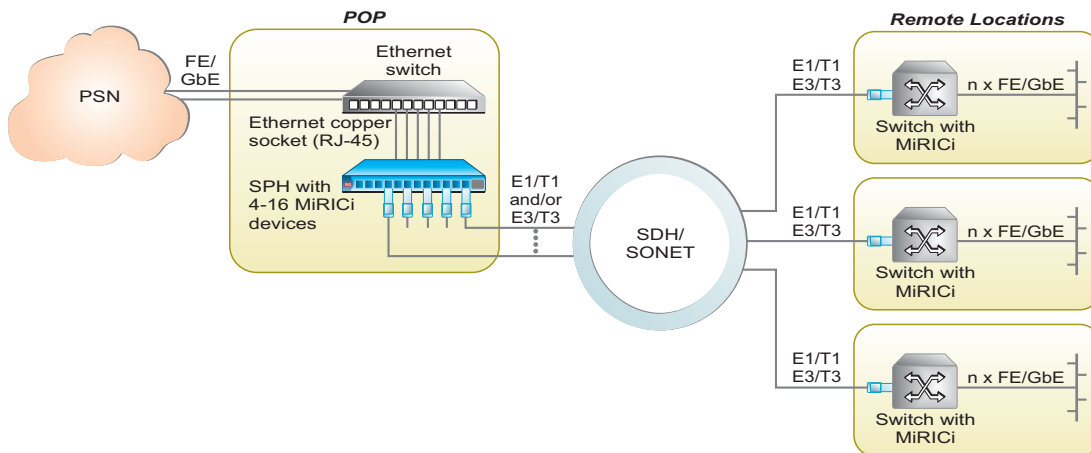 POP
Remote Locations
PSN
FE/
GbE
Ethernet
switch
Ethernet copper
socket (RJ-45)
SPH with
4-16 MiRICi
devices
E1/T1
and/or
E3/T3
SDH/
SONET
E1/T1
E3/T3
n x FE/GbE
Switch with
MiRICi
E1/T1
E3/T3
n x FE/GbE
Switch with
MiRICi
E1/T1
E3/T3
n x FE/GbE
Switch with
MiRICi